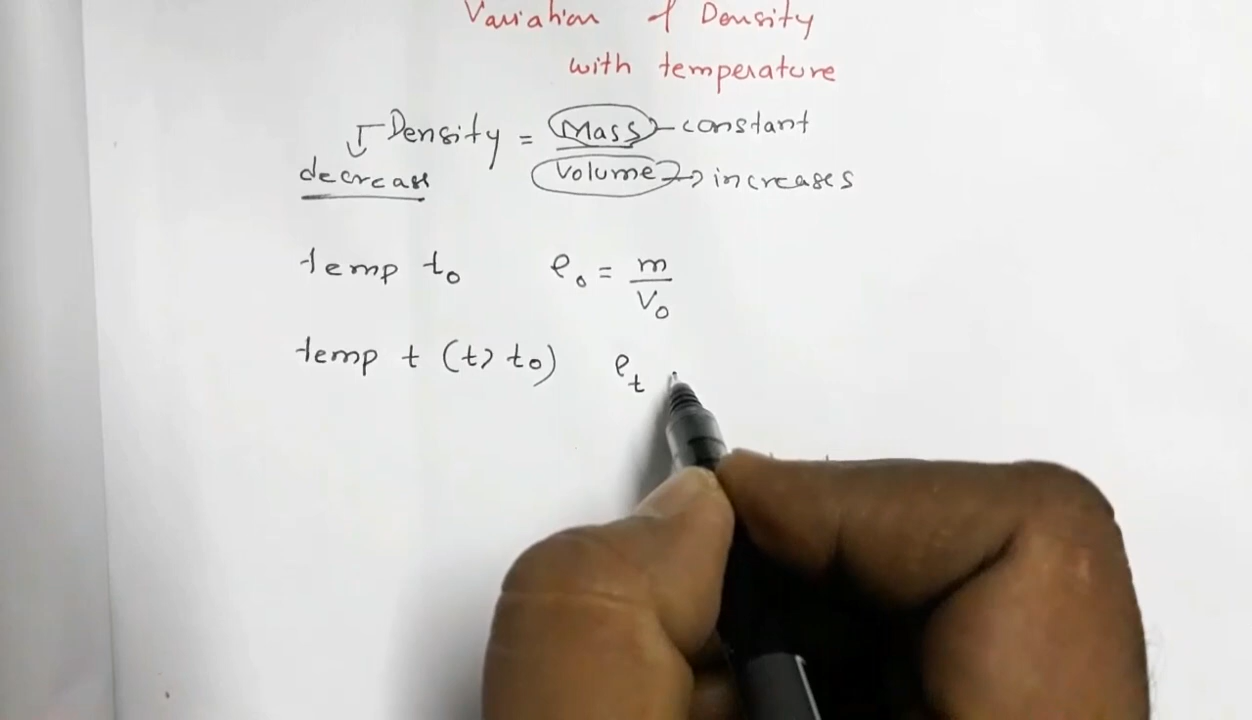 Variation of Density
with temperature
Density = Mass - constant
decrease Volume → increases
temp t₀ ρ₀ = m
V₀
temp t (t > t₀) ρt